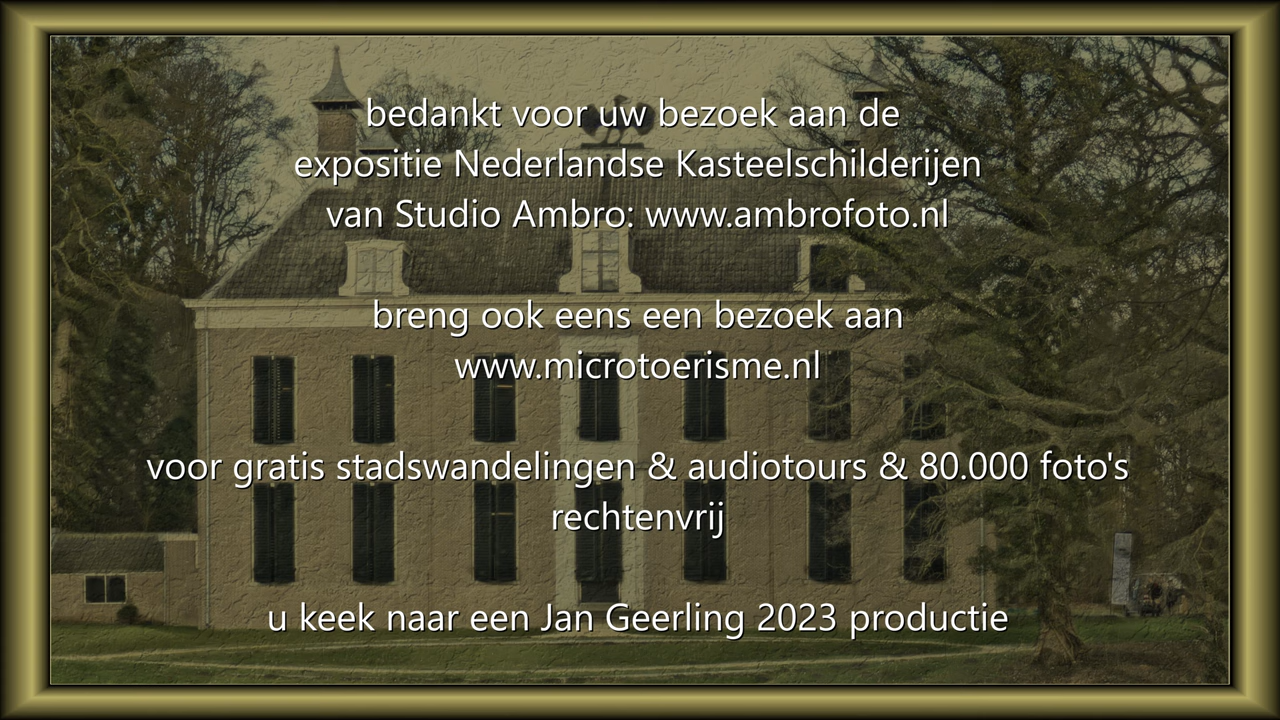 bedankt voor uw bezoek aan de
expositie Nederlandse Kasteelschilderijen
van Studio Ambro: www.ambrofoto.nl
breng ook eens een bezoek aan
www.microtoerisme.nl
voor gratis stadswandelingen & audiotours & 80.000 foto's
rechtenvrij
u keek naar een Jan Geerling 2023 productie